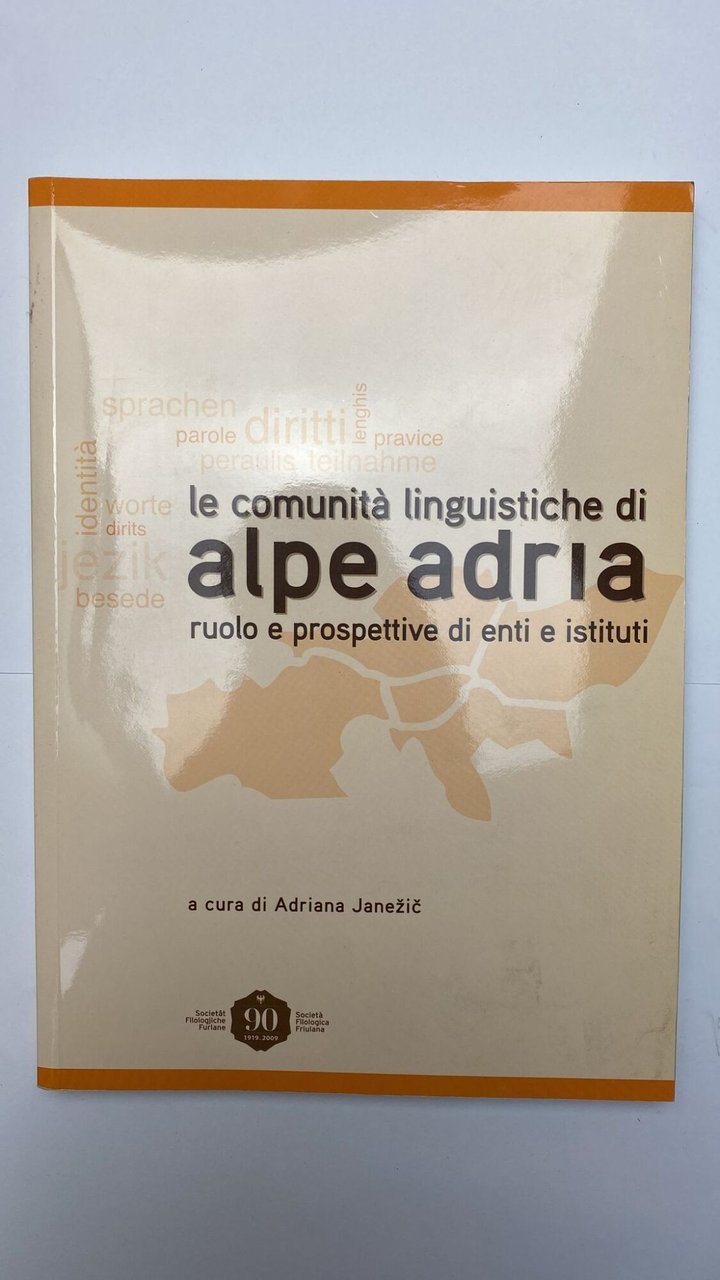 sprachen
lenghis
parole diritti pravice
identità
peraulis teilnahme
worte
dirits
jezik
besede
le comunità linguistiche di
alpe adria
ruolo e prospettive di enti e istituti
a cura di Adriana Janežič
Societât
Filologjiche
Furlane
90
1919.2009
Società
Filologica
Friulana